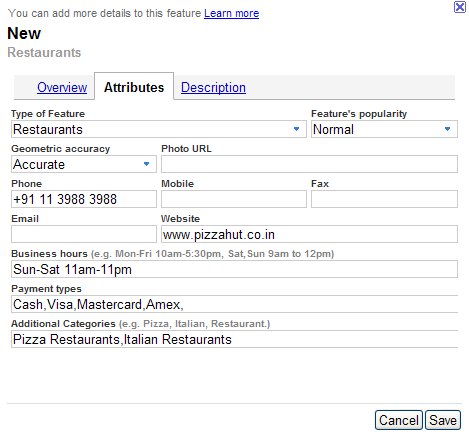 You can add more details to this feature Learn more
New
Restaurants
Overview Attributes Description
Type of Feature Feature's popularity
Restaurants Normal
Geometric accuracy Photo URL
Accurate
Phone Mobile Fax
+91 11 3988 3988
Email Website
www.pizzahut.co.in
Business hours (e.g. Mon-Fri 10am-5:30pm, Sat,Sun 9am to 12pm)
Sun-Sat 11am-11pm
Payment types
Cash,Visa,Mastercard,Amex,
Additional Categories (e.g. Pizza, Italian, Restaurant.)
Pizza Restaurants,Italian Restaurants
Cancel Save